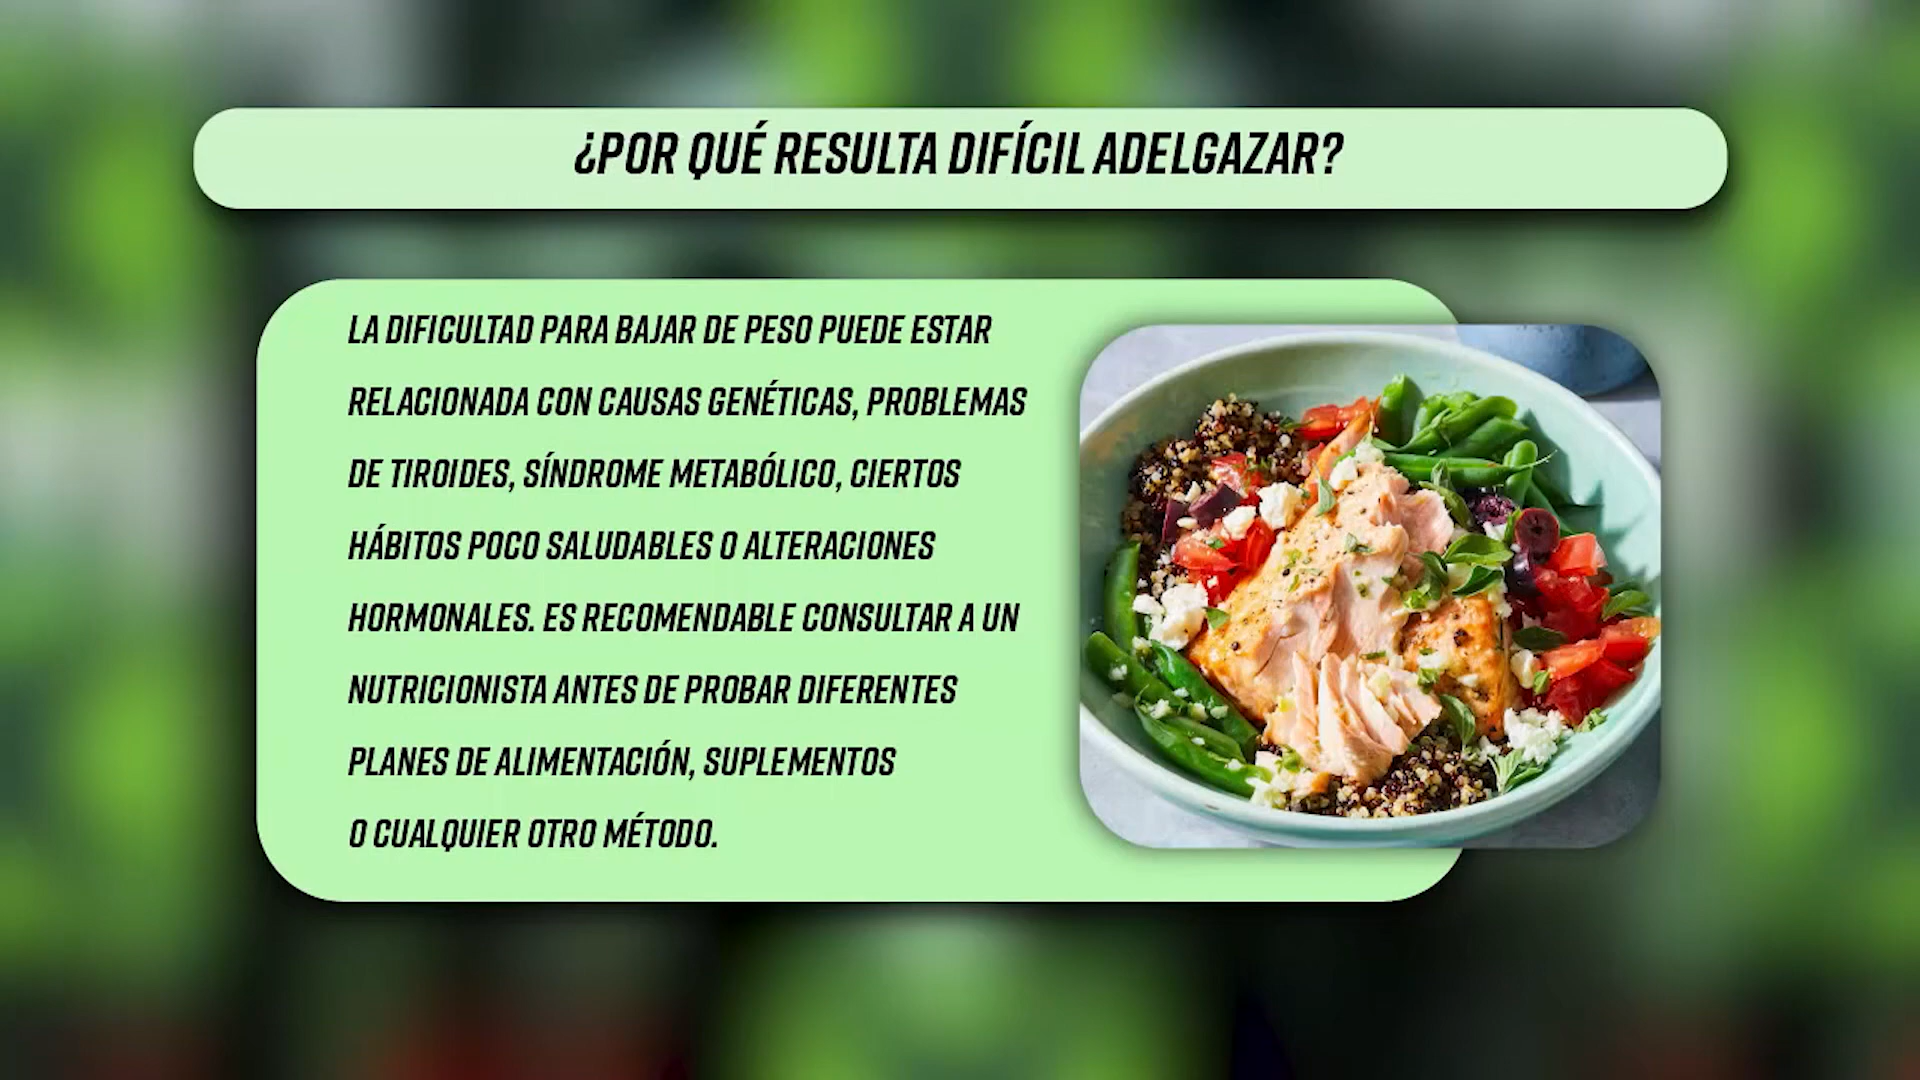 ¿POR QUÉ RESULTA DIFÍCIL ADELGAZAR?
LA DIFICULTAD PARA BAJAR DE PESO PUEDE ESTAR
RELACIONADA CON CAUSAS GENÉTICAS, PROBLEMAS
DE TIROIDES, SÍNDROME METABÓLICO, CIERTOS
HÁBITOS POCO SALUDABLES O ALTERACIONES
HORMONALES. ES RECOMENDABLE CONSULTAR A UN
NUTRICIONISTA ANTES DE PROBAR DIFERENTES
PLANES DE ALIMENTACIÓN, SUPLEMENTOS
O CUALQUIER OTRO MÉTODO.